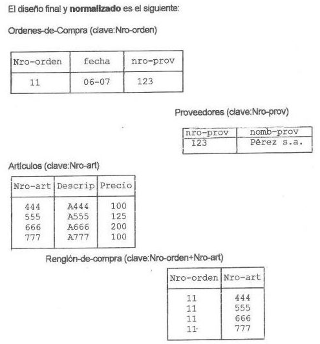 El diseño final y normalizado es el siguiente:
Ordenes-de-Compra (clave:Nro-orden)
Nro-orden fecha nro-prov
11 06-07 123
Proveedores (clave:Nro-prov)
nro-prov nomb-prov
123 Pérez s.a.
Artículos (clave:Nro-art)
Nro-art Descrip Precio
444 A444 100
555 A555 125
666 A666 200
777 A777 100
Renglón-de-compra (clave:Nro-orden+Nro-art)
Nro-orden Nro-art
11 444
11 555
11 666
11 777